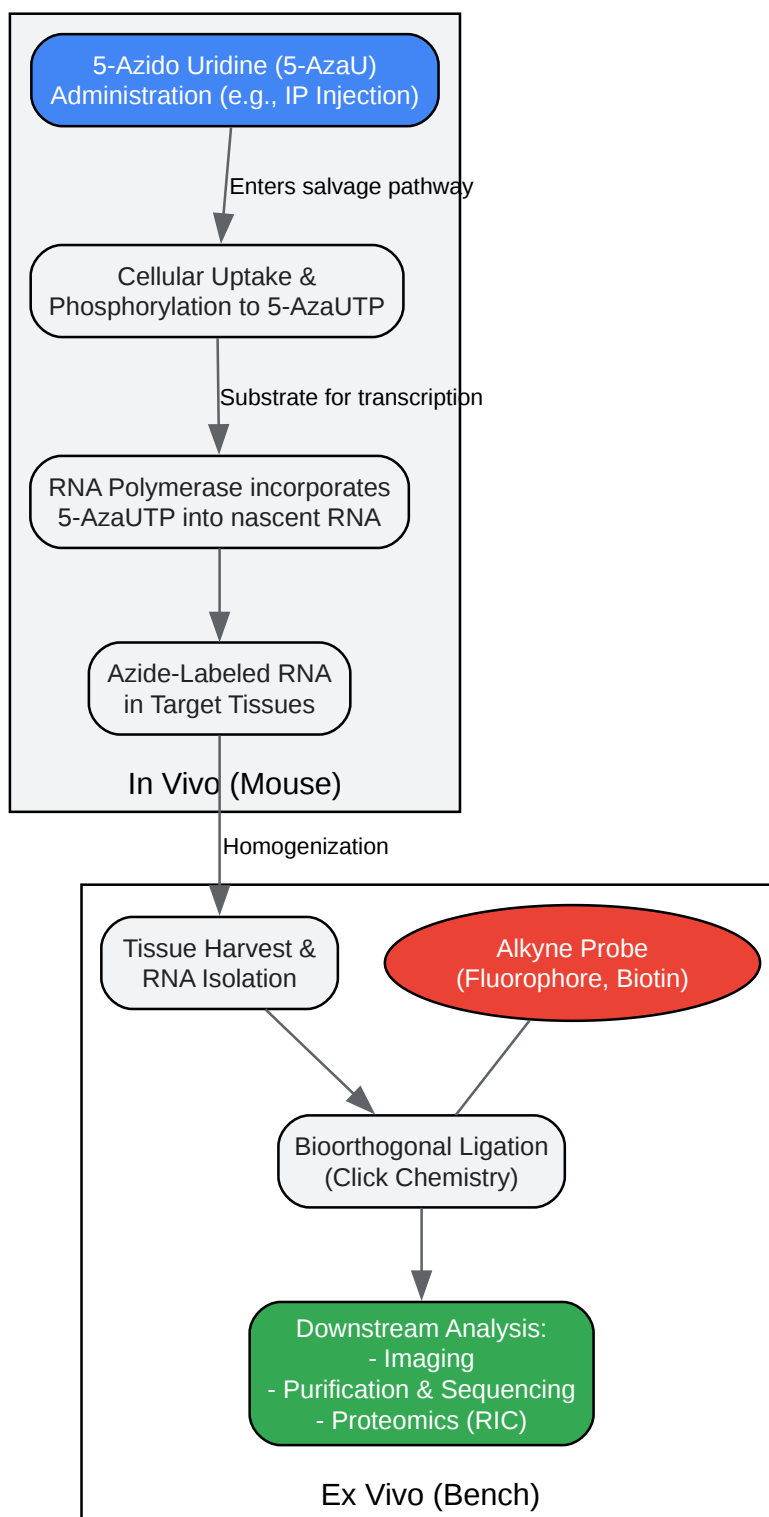 5-Azido Uridine (5-AzaU)
Administration (e.g., IP Injection)
Enters salvage pathway
Cellular Uptake &
Phosphorylation to 5-AzaUTP
Substrate for transcription
RNA Polymerase incorporates
5-AzaUTP into nascent RNA
Azide-Labeled RNA
in Target Tissues
In Vivo (Mouse)
Homogenization
Tissue Harvest &
RNA Isolation
Alkyne Probe
(Fluorophore, Biotin)
Bioorthogonal Ligation
(Click Chemistry)
Downstream Analysis:
- Imaging
- Purification & Sequencing
- Proteomics (RIC)
Ex Vivo (Bench)